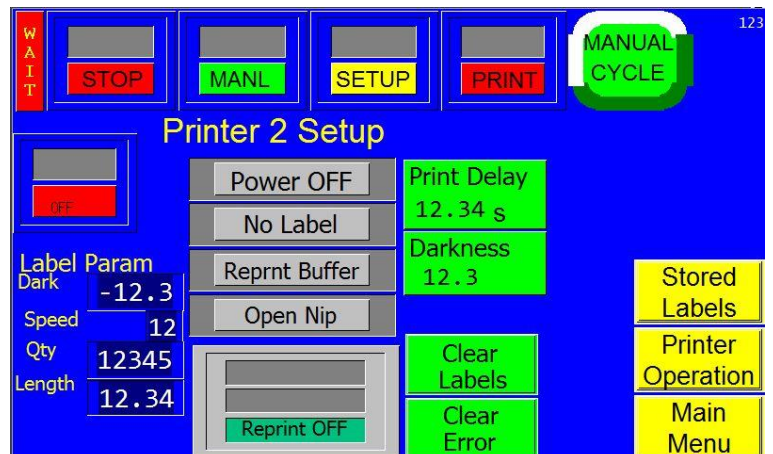 WAIT
STOP
MANL
SETUP
PRINT
MANUAL
CYCLE
123
Printer 2 Setup
OFF
Power OFF
No Label
Reprnt Buffer
Open Nip
Print Delay
12.34 s
Darkness
12.3
Label Param
Dark
-12.3
Speed
12
Qty
12345
Length
12.34
Reprint OFF
Clear
Labels
Clear
Error
Stored
Labels
Printer
Operation
Main
Menu